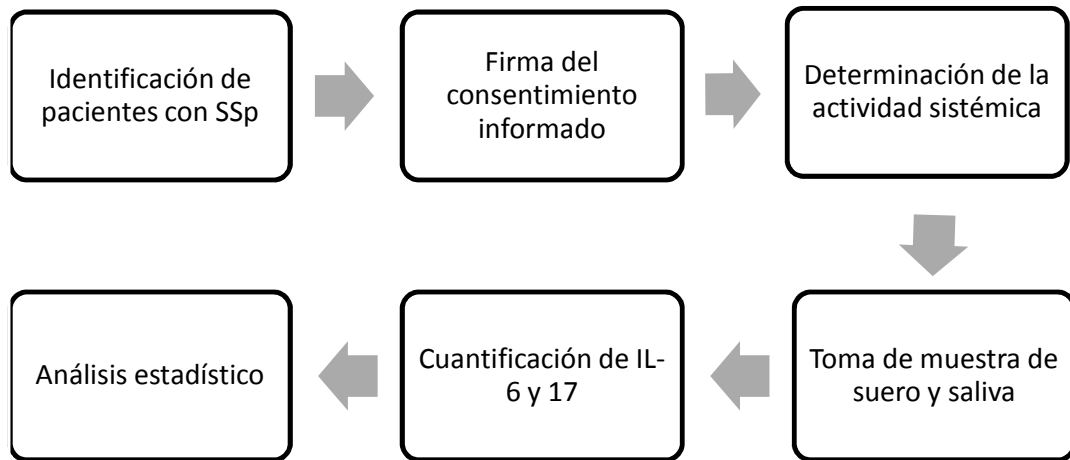 Identificación de
pacientes con SSp
Firma del
consentimiento
informado
Determinación de la
actividad sistémica
Toma de muestra de
suero y saliva
Cuantificación de IL-
6 y 17
Análisis estadístico